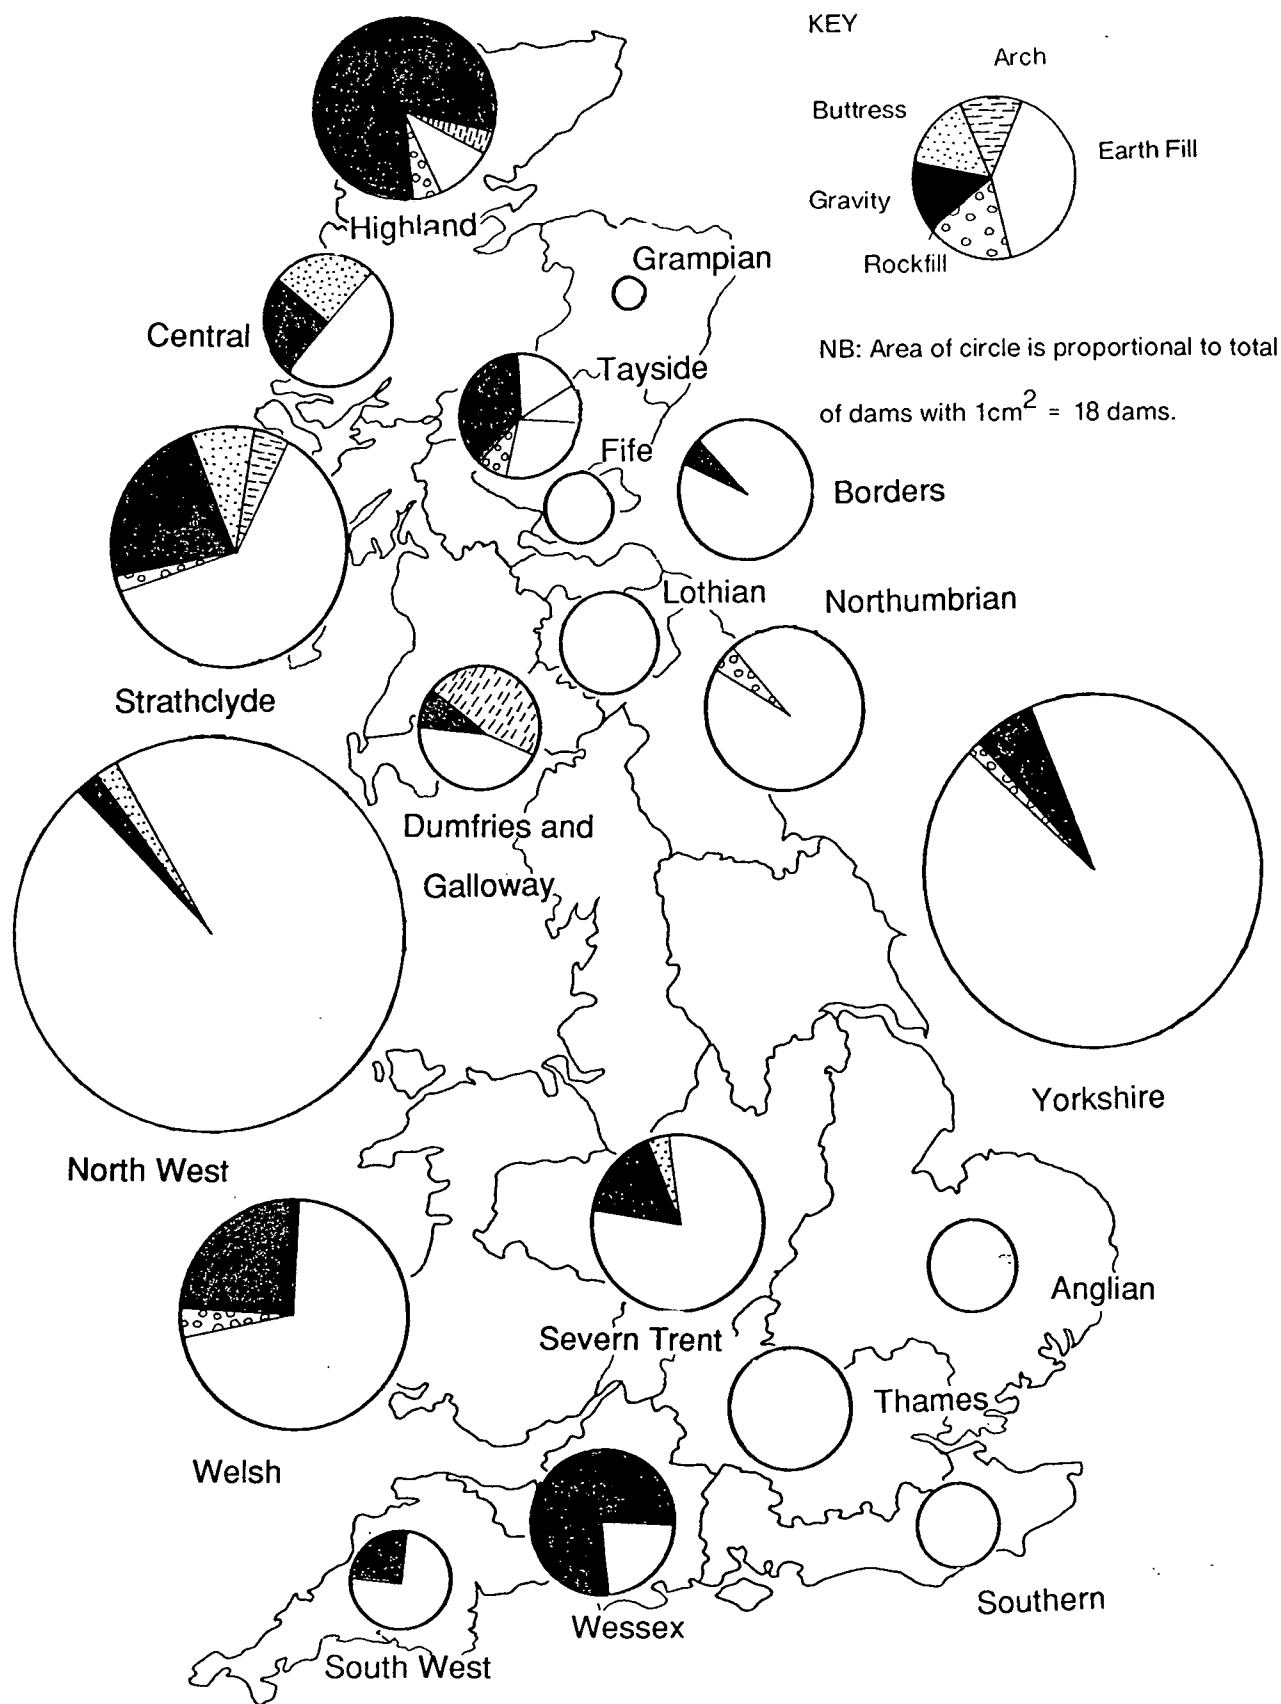 KEY
Arch
Buttress
Earth Fill
Gravity
Rockfill
NB: Area of circle is proportional to total
of dams with 1cm2 = 18 dams.
Highland
Grampian
Central
Tayside
Fife
Borders
Lothian
Northumbrian
Strathclyde
Dumfries and
Galloway
Yorkshire
North West
Anglian
Severn Trent
Thames
Welsh
Southern
Wessex
South West